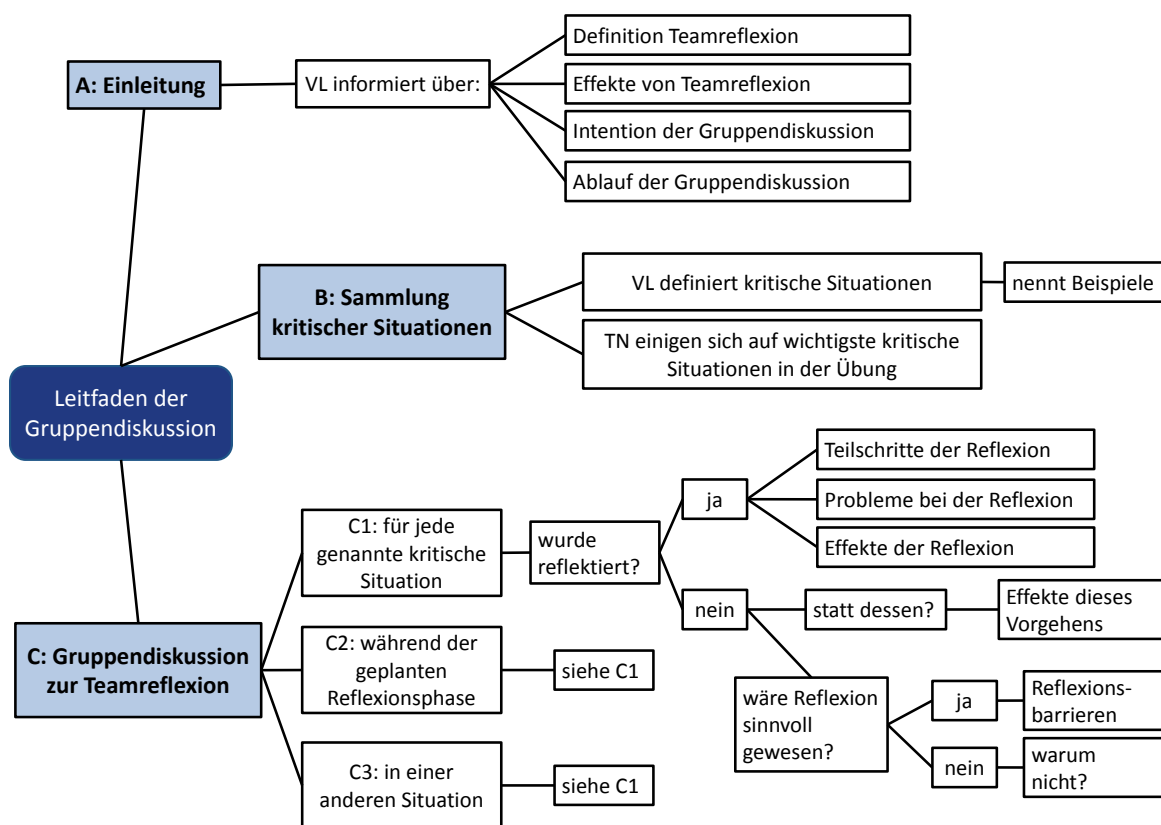 Leitfaden der
Gruppendiskussion
A: Einleitung
VL informiert über:
Definition Teamreflexion
Effekte von Teamreflexion
Intention der Gruppendiskussion
Ablauf der Gruppendiskussion
B: Sammlung
kritischer Situationen
VL definiert kritische Situationen
nennt Beispiele
TN einigen sich auf wichtigste kritische
Situationen in der Übung
C: Gruppendiskussion
zur Teamreflexion
C1: für jede
genannte kritische
Situation
wurde
reflektiert?
ja
Teilschritte der Reflexion
Probleme bei der Reflexion
Effekte der Reflexion
nein
statt dessen?
Effekte dieses
Vorgehens
wäre Reflexion
sinnvoll
gewesen?
ja
Reflexions-
barrieren
nein
warum
nicht?
C2: während der
geplanten
Reflexionsphase
siehe C1
C3: in einer
anderen Situation
siehe C1